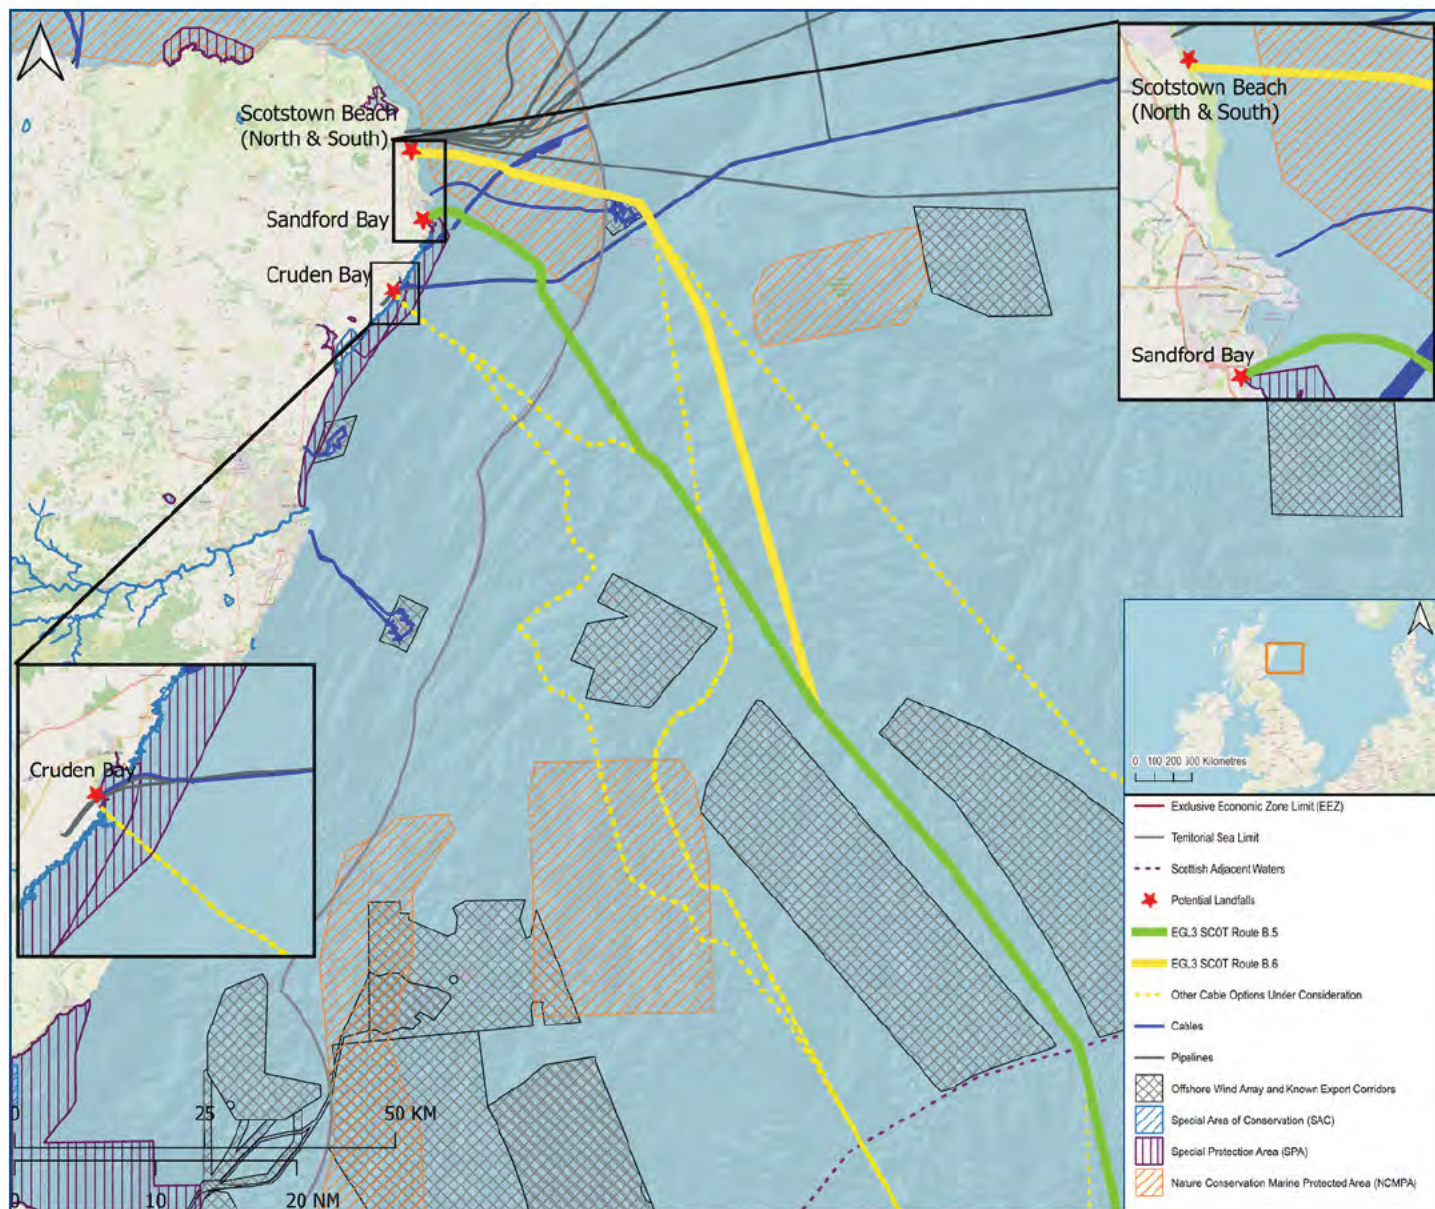 Scotstown Beach
(North & South)
Sandford Bay
Cruden Bay
Scotstown Beach
(North & South)
Sandford Bay
Cruden Bay
0 100 200 300 Kilometres
Exclusive Economic Zone Limit (EEZ)
Territorial Sea Limit
Scottish Adjacent Waters
Potential Landfalls
EGL3 SCOT Route B.5
EGL3 SCOT Route B.6
Other Cable Options Under Consideration
Cables
Pipelines
Offshore Wind Array and Known Export Corridors
Special Area of Conservation (SAC)
Special Protection Area (SPA)
Nature Conservation Marine Protected Area (NCMPA)
0 25 50 KM
0 10 20 NM